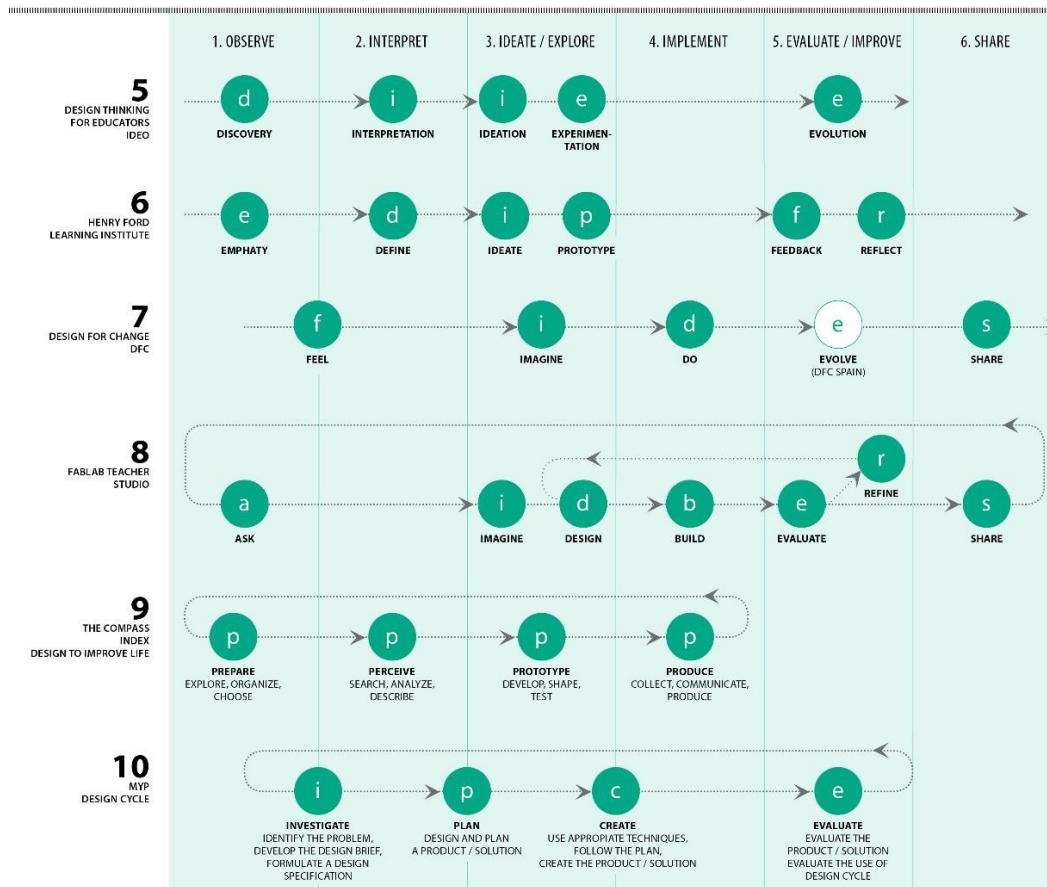 1. OBSERVE
2. INTERPRET
3. IDEATE / EXPLORE
4. IMPLEMENT
5. EVALUATE / IMPROVE
6. SHARE
5
DESIGN THINKING
FOR EDUCATORS
IDEO
d
DISCOVERY
i
INTERPRETATION
i
IDEATION
e
EXPERIMEN-
TATION
e
EVOLUTION
6
HENRY FORD
LEARNING INSTITUTE
e
EMPHATY
d
DEFINE
i
IDEATE
p
PROTOTYPE
f
FEEDBACK
r
REFLECT
7
DESIGN FOR CHANGE
DFC
f
FEEL
i
IMAGINE
d
DO
e
EVOLVE
(DFC SPAIN)
s
SHARE
8
FABLAB TEACHER
STUDIO
a
ASK
i
IMAGINE
d
DESIGN
b
BUILD
e
EVALUATE
r
REFINE
s
SHARE
9
THE COMPASS
INDEX
DESIGN TO IMPROVE LIFE
p
PREPARE
EXPLORE, ORGANIZE,
CHOOSE
p
PERCEIVE
SEARCH, ANALYZE,
DESCRIBE
p
PROTOTYPE
DEVELOP, SHAPE,
TEST
p
PRODUCE
COLLECT, COMMUNICATE,
PRODUCE
10
MYP
DESIGN CYCLE
i
INVESTIGATE
IDENTIFY THE PROBLEM,
DEVELOP THE DESIGN BRIEF,
FORMULATE A DESIGN
SPECIFICATION
p
PLAN
DESIGN AND PLAN
A PRODUCT / SOLUTION
c
CREATE
USE APPROPIATE TECHNIQUES,
FOLLOW THE PLAN,
CREATE THE PRODUCT / SOLUTION
e
EVALUATE
EVALUATE THE
PRODUCT / SOLUTION
EVALUATE THE USE OF
DESIGN CYCLE